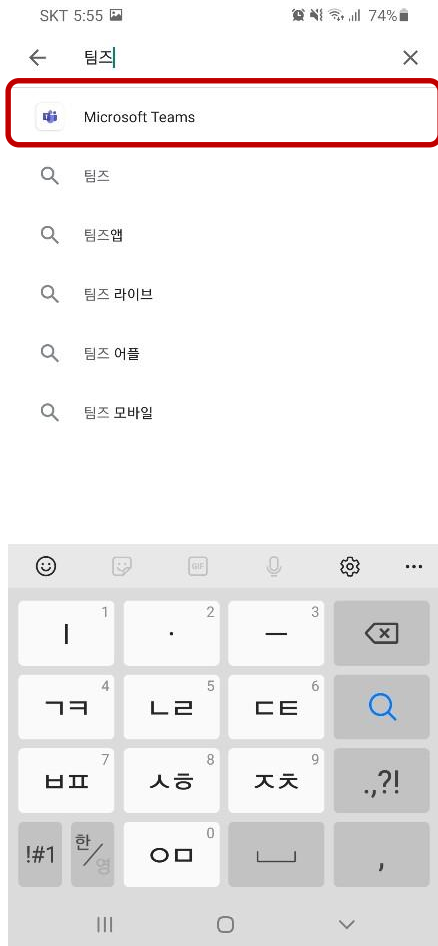 SKT 5:55 74%
팀즈
Microsoft Teams
팀즈
팀즈앱
팀즈 라이브
팀즈 어플
팀즈 모바일
GIF
ㅣ 1 · 2 ㅡ 3
ㄱㅋ 4 ㄴㄹ 5 ㄷㅌ 6
ㅂㅍ 7 ㅅㅎ 8 ㅈㅊ 9 .,?!
!#1 한/영 ㅇㅁ 0 ,